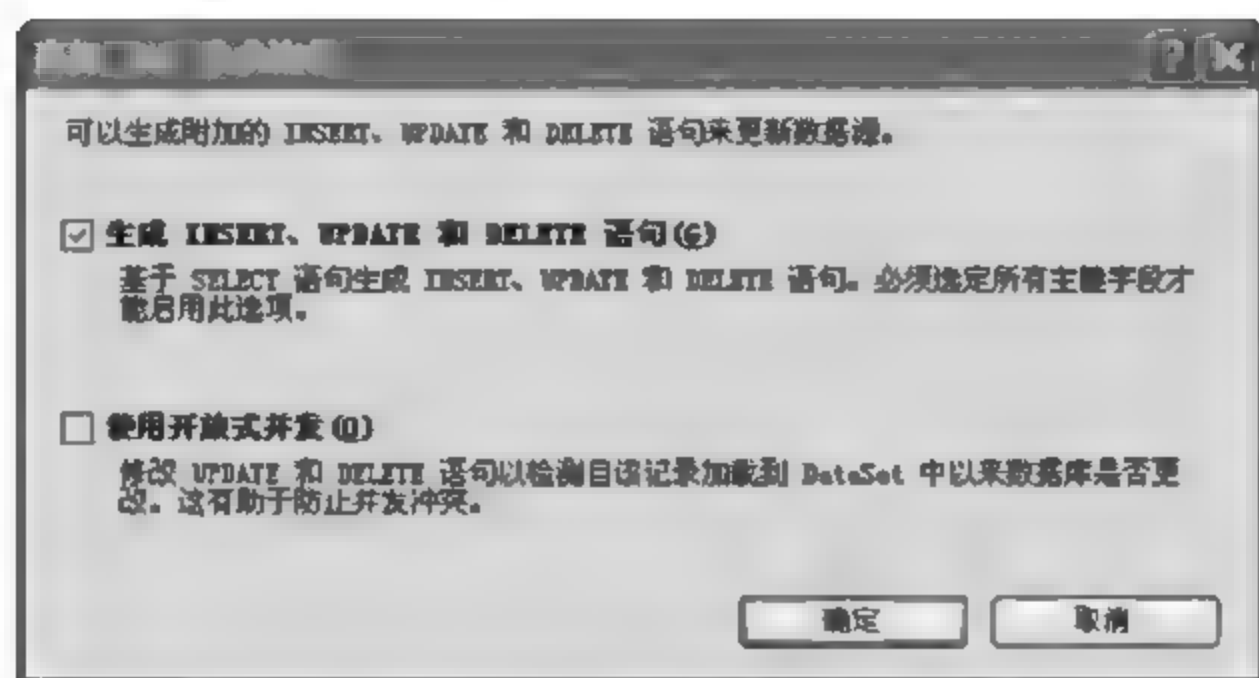 可以生成附加的 INSERT、UPDATE 和 DELETE 语句来更新数据源。
生成 INSERT、UPDATE 和 DELETE 语句(G)
基于 SELECT 语句生成 INSERT、UPDATE 和 DELETE 语句。必须选定所有主键字段才
能启用此选项。
使用开放式并发(O)
修改 UPDATE 和 DELETE 语句以检测自该记录加载到 DataSet 中以来数据库是否更
改。这有助于防止并发冲突。
确定
取消